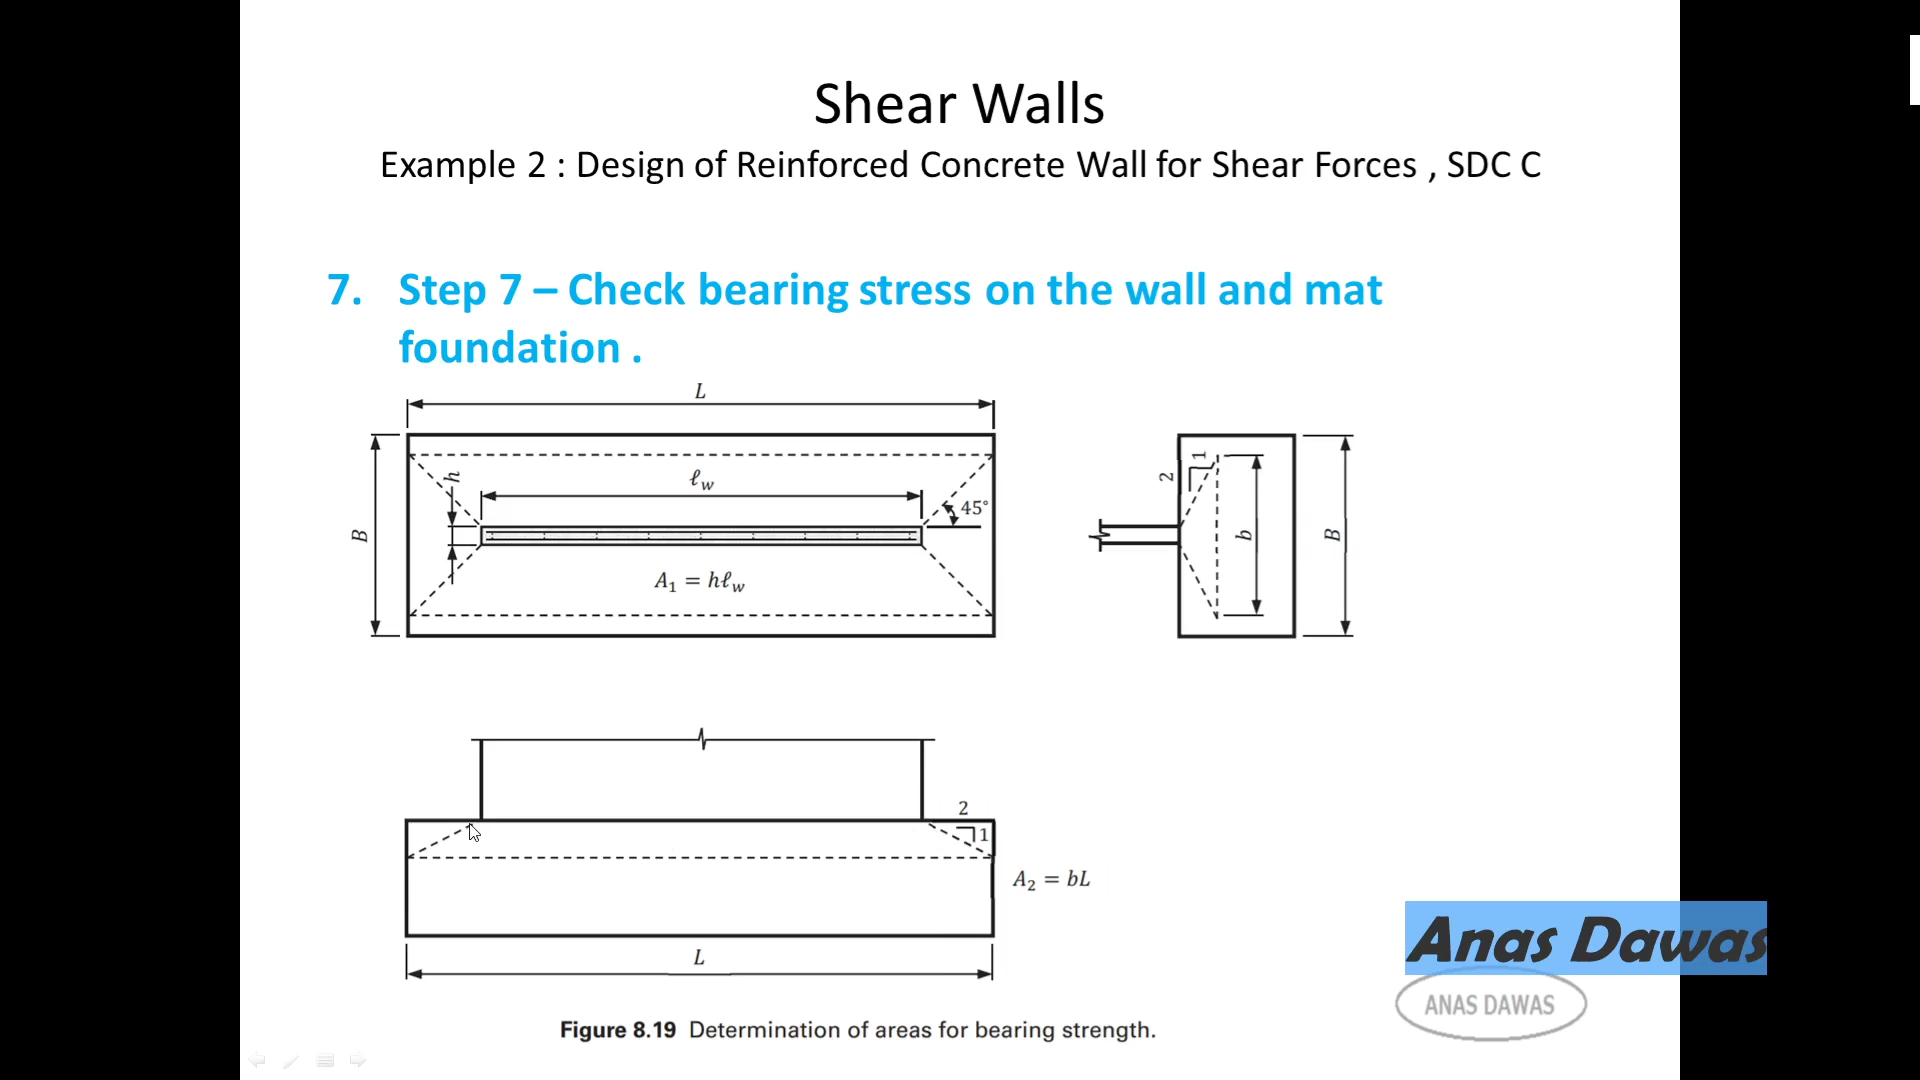 Shear Walls
Example 2 : Design of Reinforced Concrete Wall for Shear Forces , SDC C
7. Step 7 – Check bearing stress on the wall and mat
foundation .
L
B
h
ℓw
45°
A1 = hℓw
2
1
b
B
2
1
A2 = bL
L
Figure 8.19 Determination of areas for bearing strength.
Anas Dawas
ANAS DAWAS